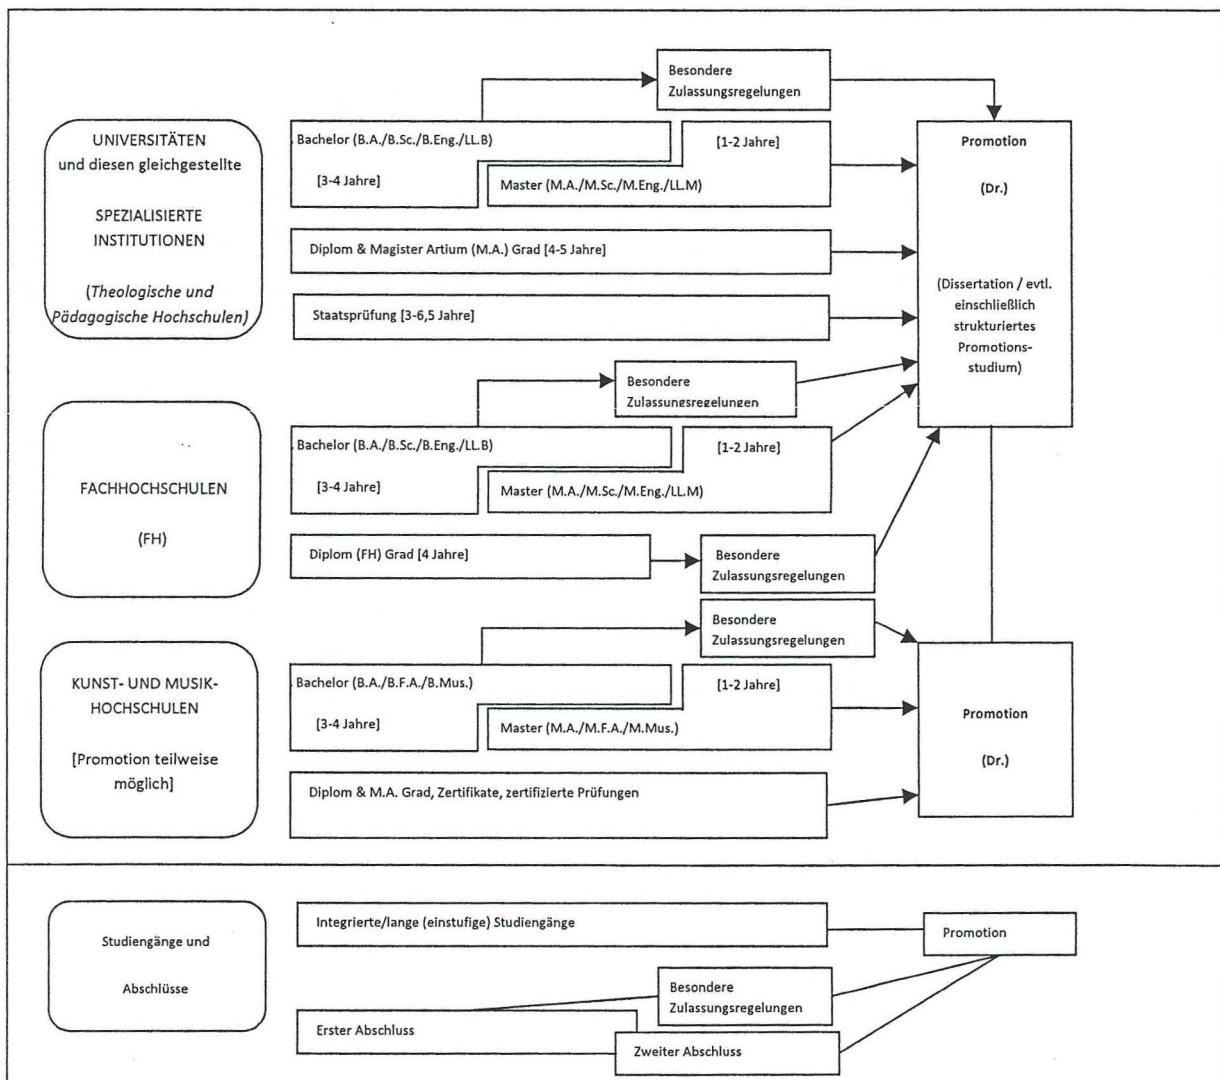 Besondere
Zulassungsregelungen
UNIVERSITÄTEN
und diesen gleichgestellte
SPEZIALISIERTE
INSTITUTIONEN
(Theologische und
Pädagogische Hochschulen)
Bachelor (B.A./B.Sc./B.Eng./LL.B)
[3-4 Jahre]
[1-2 Jahre]
Master (M.A./M.Sc./M.Eng./LL.M)
Diplom & Magister Artium (M.A.) Grad [4-5 Jahre]
Staatsprüfung [3-6,5 Jahre]
Promotion
(Dr.)
(Dissertation / evtl.
einschließlich
strukturiertes
Promotions-
studium)
FACHHOCHSCHULEN
(FH)
Besondere
Zulassungsregelungen
Bachelor (B.A./B.Sc./B.Eng./LL.B)
[3-4 Jahre]
[1-2 Jahre]
Master (M.A./M.Sc./M.Eng./LL.M)
Diplom (FH) Grad [4 Jahre]
Besondere
Zulassungsregelungen
KUNST- UND MUSIK-
HOCHSCHULEN
[Promotion teilweise
möglich]
Besondere
Zulassungsregelungen
Bachelor (B.A./B.F.A./B.Mus.)
[3-4 Jahre]
[1-2 Jahre]
Master (M.A./M.F.A./M.Mus.)
Diplom & M.A. Grad, Zertifikate, zertifizierte Prüfungen
Promotion
(Dr.)
Studiengänge und
Abschlüsse
Integrierte/lange (einstufige) Studiengänge
Promotion
Besondere
Zulassungsregelungen
Erster Abschluss
Zweiter Abschluss